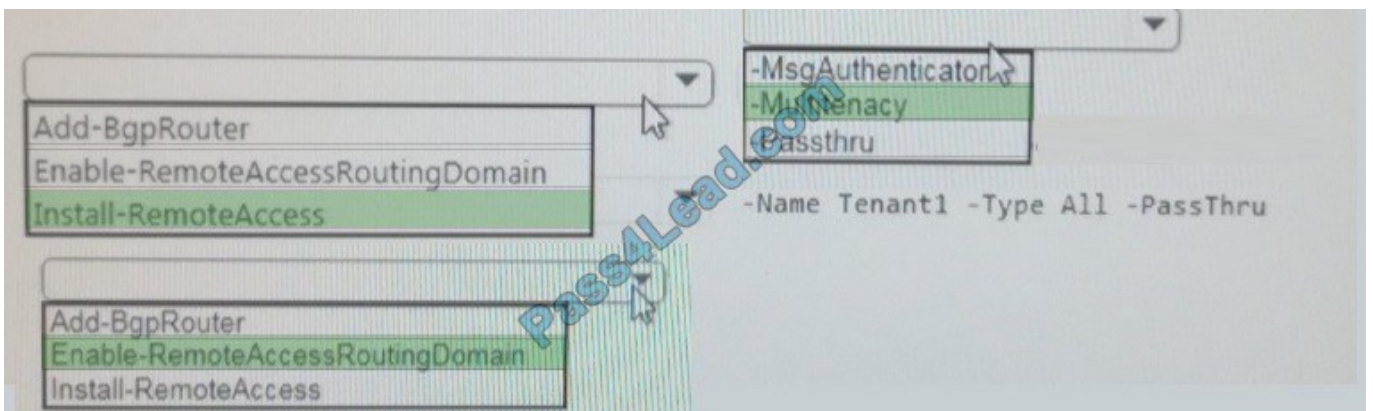 Add-BgpRouter
Enable-RemoteAccessRoutingDomain
Install-RemoteAccess
-MsgAuthenticator
-Multitenacy
-Passthru
-Name Tenant1 -Type All -PassThru
Add-BgpRouter
Enable-RemoteAccessRoutingDomain
Install-RemoteAccess
Pass4Lead.com